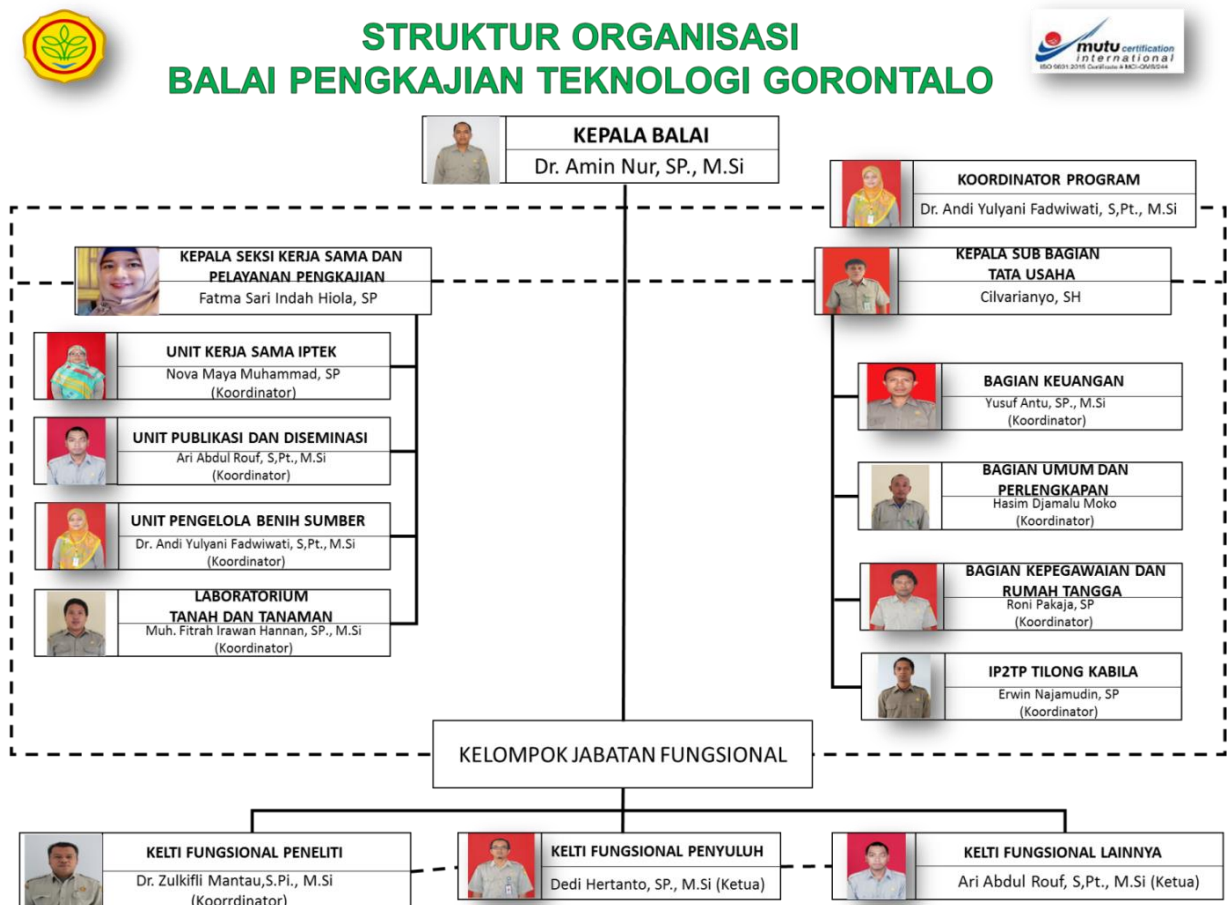 STRUKTUR ORGANISASI
BALAI PENGKAJIAN TEKNOLOGI GORONTALO
mutu certification
international
ISO 9001:2015 Certificate # MCI-QMS/244
KEPALA BALAI
Dr. Amin Nur, SP., M.Si
KOORDINATOR PROGRAM
Dr. Andi Yulyani Fadwiwati, S,Pt., M.Si
KEPALA SEKSI KERJA SAMA DAN
PELAYANAN PENGKAJIAN
Fatma Sari Indah Hiola, SP
KEPALA SUB BAGIAN
TATA USAHA
Cilvarianyo, SH
UNIT KERJA SAMA IPTEK
Nova Maya Muhammad, SP
(Koordinator)
UNIT PUBLIKASI DAN DISEMINASI
Ari Abdul Rouf, S,Pt., M.Si
(Koordinator)
UNIT PENGELOLA BENIH SUMBER
Dr. Andi Yulyani Fadwiwati, S,Pt., M.Si
(Koordinator)
LABORATORIUM
TANAH DAN TANAMAN
Muh. Fitrah Irawan Hannan, SP., M.Si
(Koordinator)
BAGIAN KEUANGAN
Yusuf Antu, SP., M.Si
(Koordinator)
BAGIAN UMUM DAN
PERLENGKAPAN
Hasim Djamalu Moko
(Koordinator)
BAGIAN KEPEGAWAIAN DAN
RUMAH TANGGA
Roni Pakaja, SP
(Koordinator)
IP2TP TILONG KABILA
Erwin Najamudin, SP
(Koordinator)
KELOMPOK JABATAN FUNGSIONAL
KELTI FUNGSIONAL PENELITI
Dr. Zulkifli Mantau,S.Pi., M.Si
(Koorrdinator)
KELTI FUNGSIONAL PENYULUH
Dedi Hertanto, SP., M.Si (Ketua)
KELTI FUNGSIONAL LAINNYA
Ari Abdul Rouf, S,Pt., M.Si (Ketua)